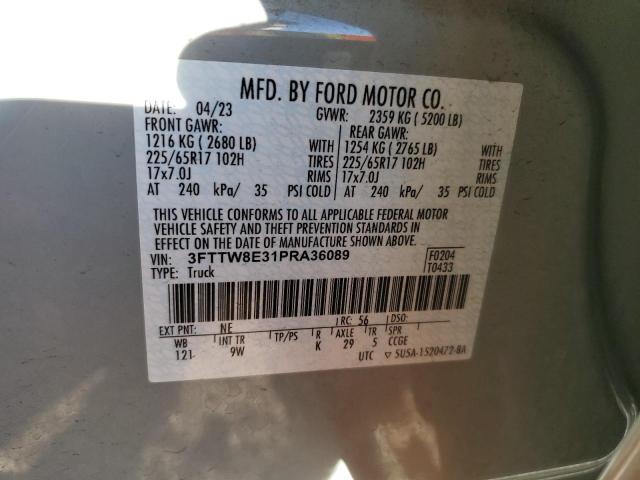 MFD. BY FORD MOTOR CO.
DATE: 04/23 GVWR: 2359 KG ( 5200 LB)
FRONT GAWR: REAR GAWR:
1216 KG ( 2680 LB) WITH 1254 KG ( 2765 LB) WITH
225/65R17 102H TIRES 225/65R17 102H TIRES
17x7.0J RIMS 17x7.0J RIMS
AT 240 kPa/ 35 PSI COLD AT 240 kPa/ 35 PSI COLD
THIS VEHICLE CONFORMS TO ALL APPLICABLE FEDERAL MOTOR
VEHICLE SAFETY AND THEFT PREVENTION STANDARDS IN
EFFECT ON THE DATE OF MANUFACTURE SHOWN ABOVE.
VIN: 3FTTW8E31PRA36089 F0204
TYPE: Truck T0433
EXT PNT: NE RC: 56 DSO:
WB INT TR TP/PS R AXLE TR SPR
121 9W K 29 5 CCGE
UTC SU5A-1520472-BA